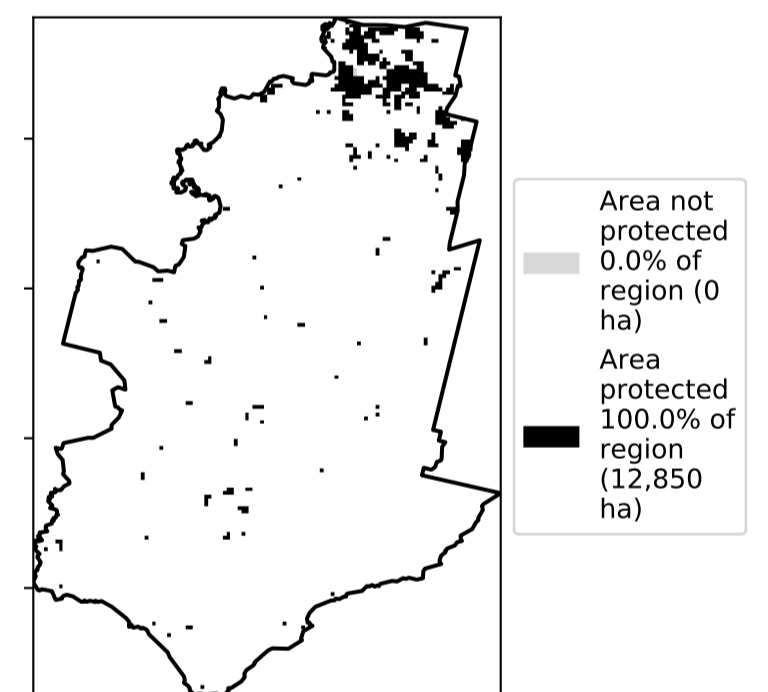 Area not
protected
0.0% of
region (0
ha)
Area
protected
100.0% of
region
(12,850
ha)